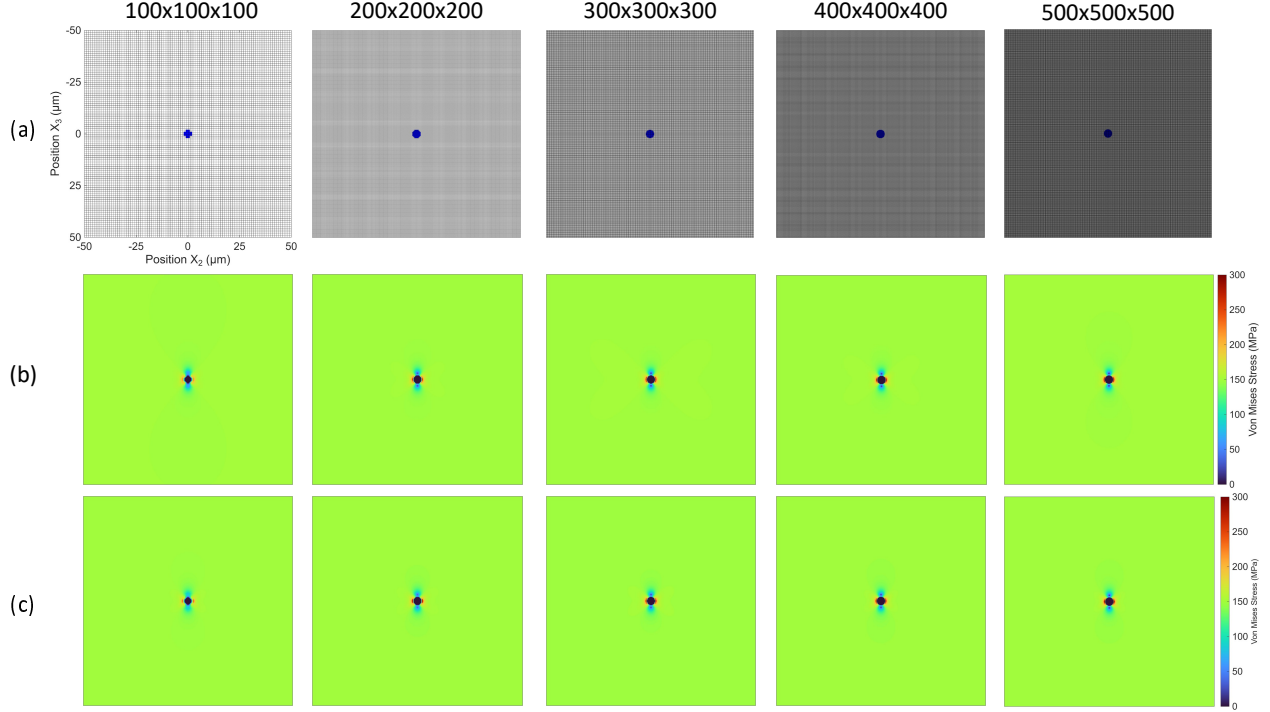 100x100x100 200x200x200 300x300x300 400x400x400 500x500x500
(a)
Position X3 (µm)
-50
-25
0
25
50
-50 -25 0 25 50
Position X2 (µm)
(b)
300
250
200
150
100
50
0
Von Mises Stress (MPa)
(c)
300
250
200
150
100
50
0
Von Mises Stress (MPa)